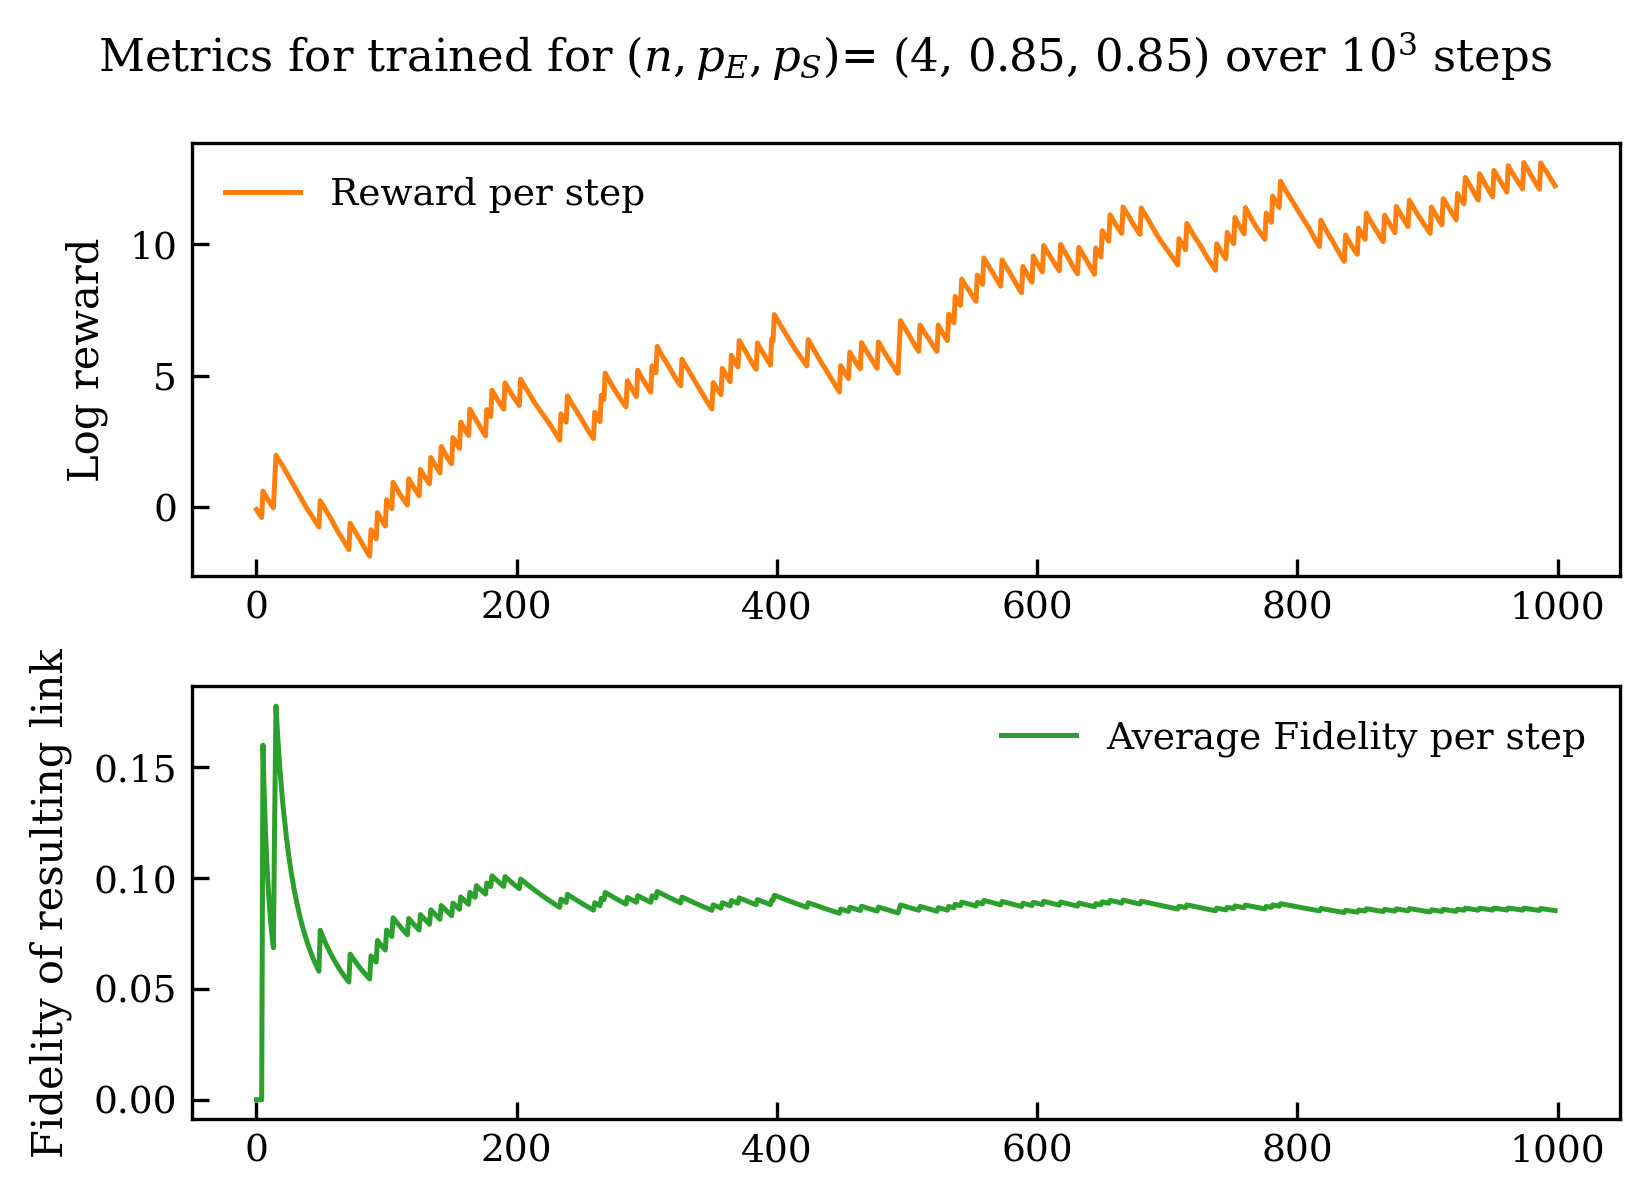 Metrics for trained for (n, p_E, p_S)= (4, 0.85, 0.85) over 10³ steps
Reward per step
Log reward
10
5
0
0 200 400 600 800 1000
Average Fidelity per step
Fidelity of resulting link
0.15
0.10
0.05
0.00
0 200 400 600 800 1000